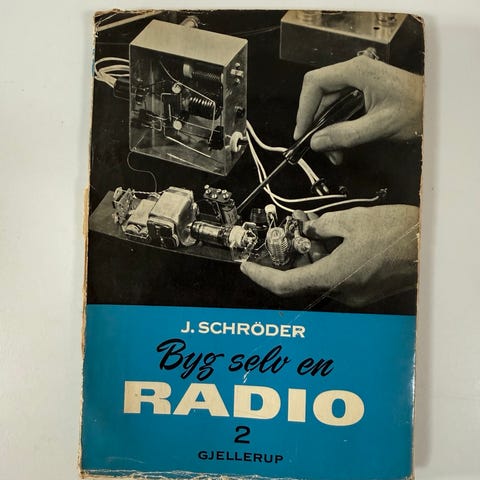 J. SCHRÖDER
Byg selv en
RADIO
2
GJELLERUP